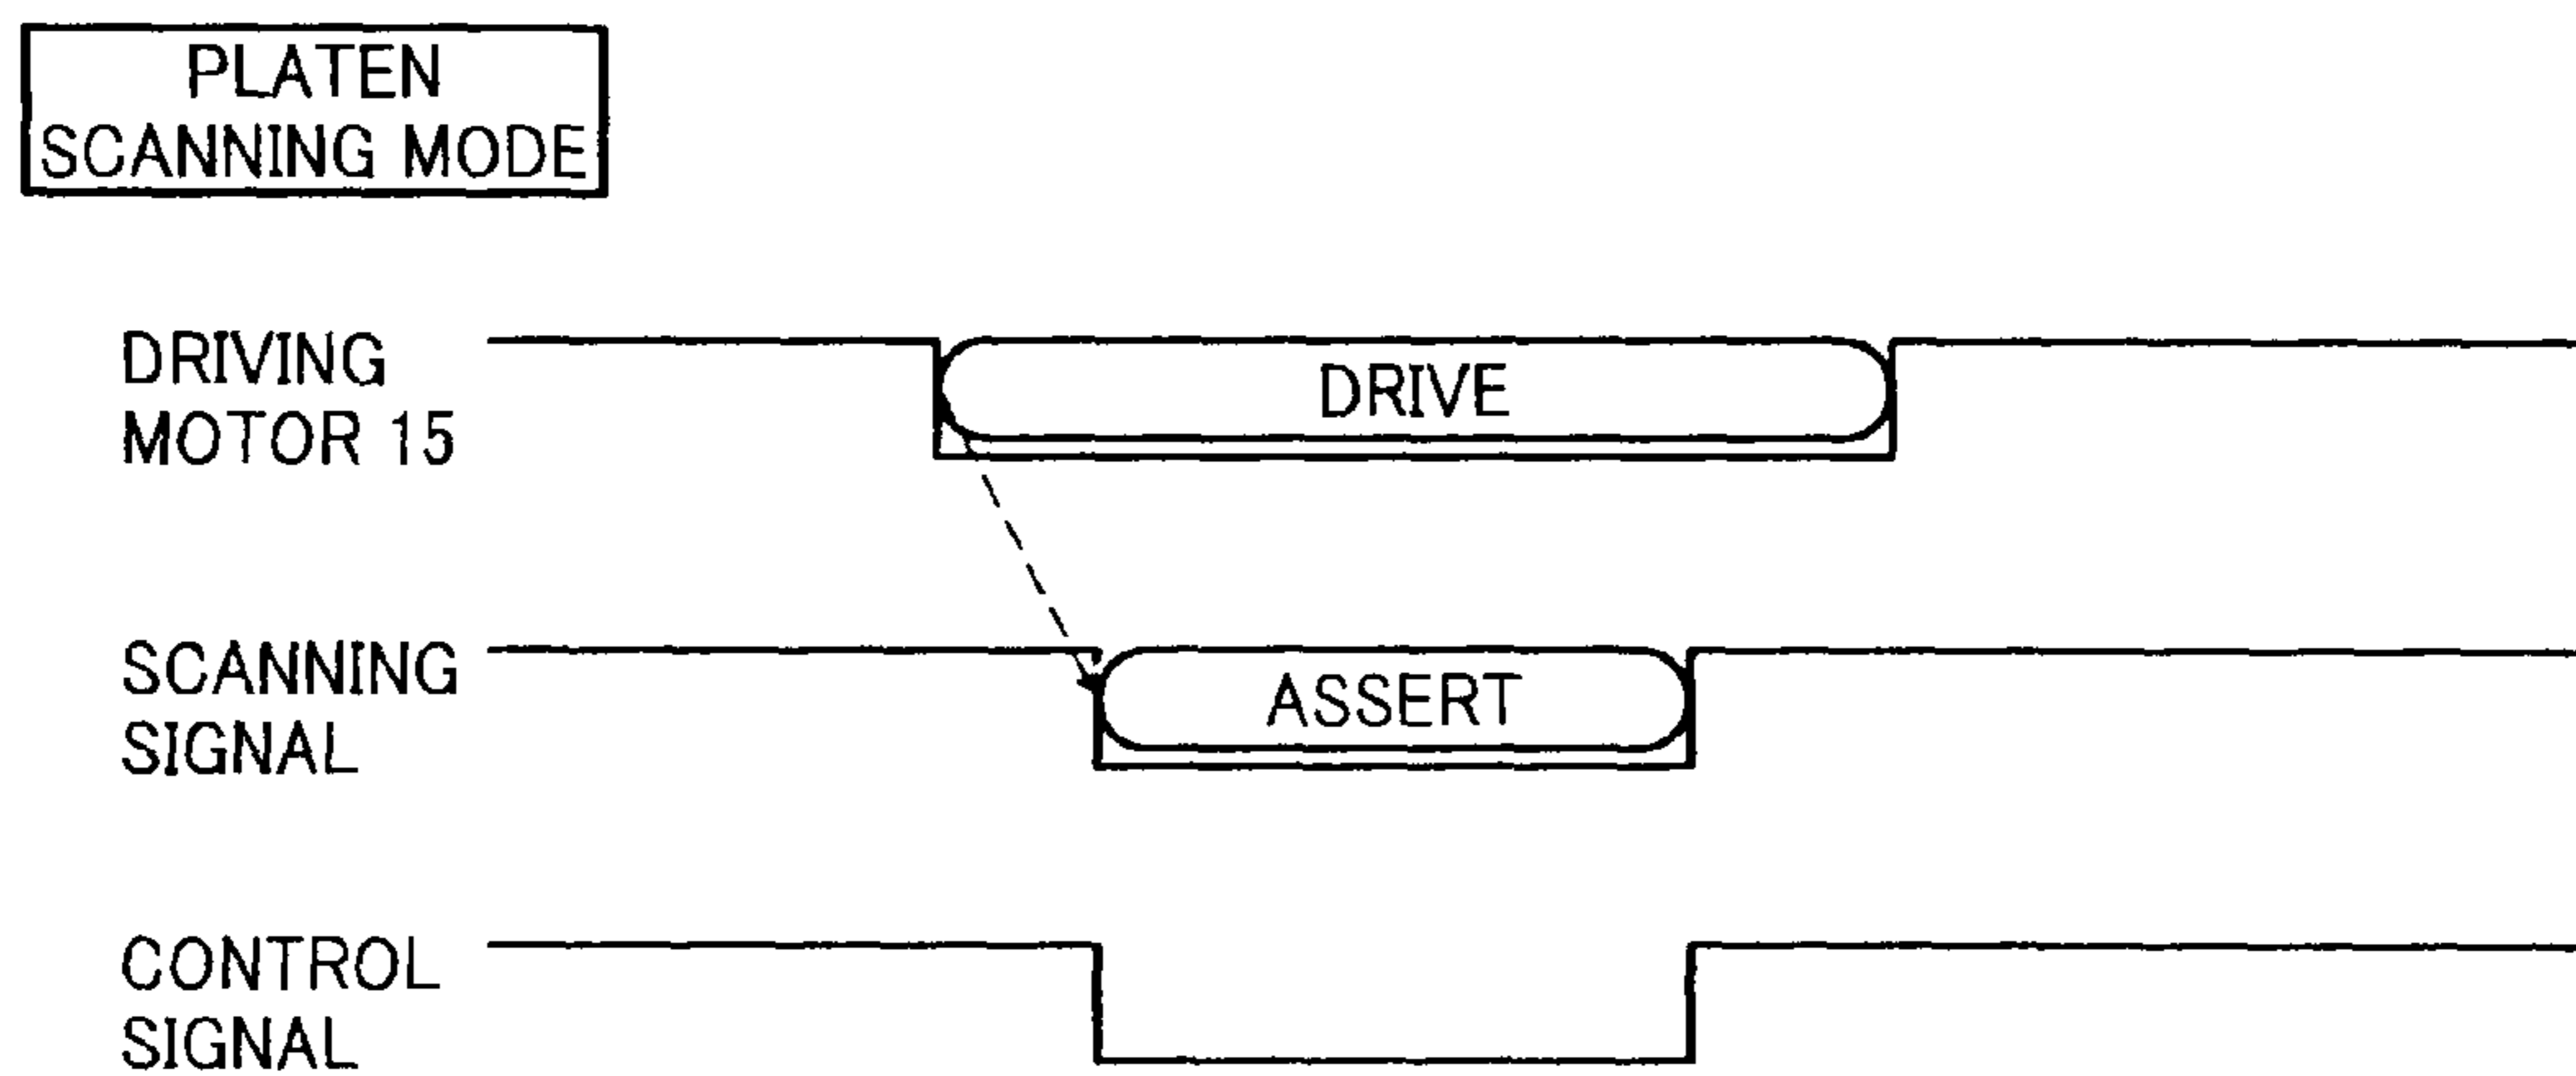 PLATEN
SCANNING MODE
DRIVING
MOTOR 15
DRIVE
SCANNING
SIGNAL
ASSERT
CONTROL
SIGNAL